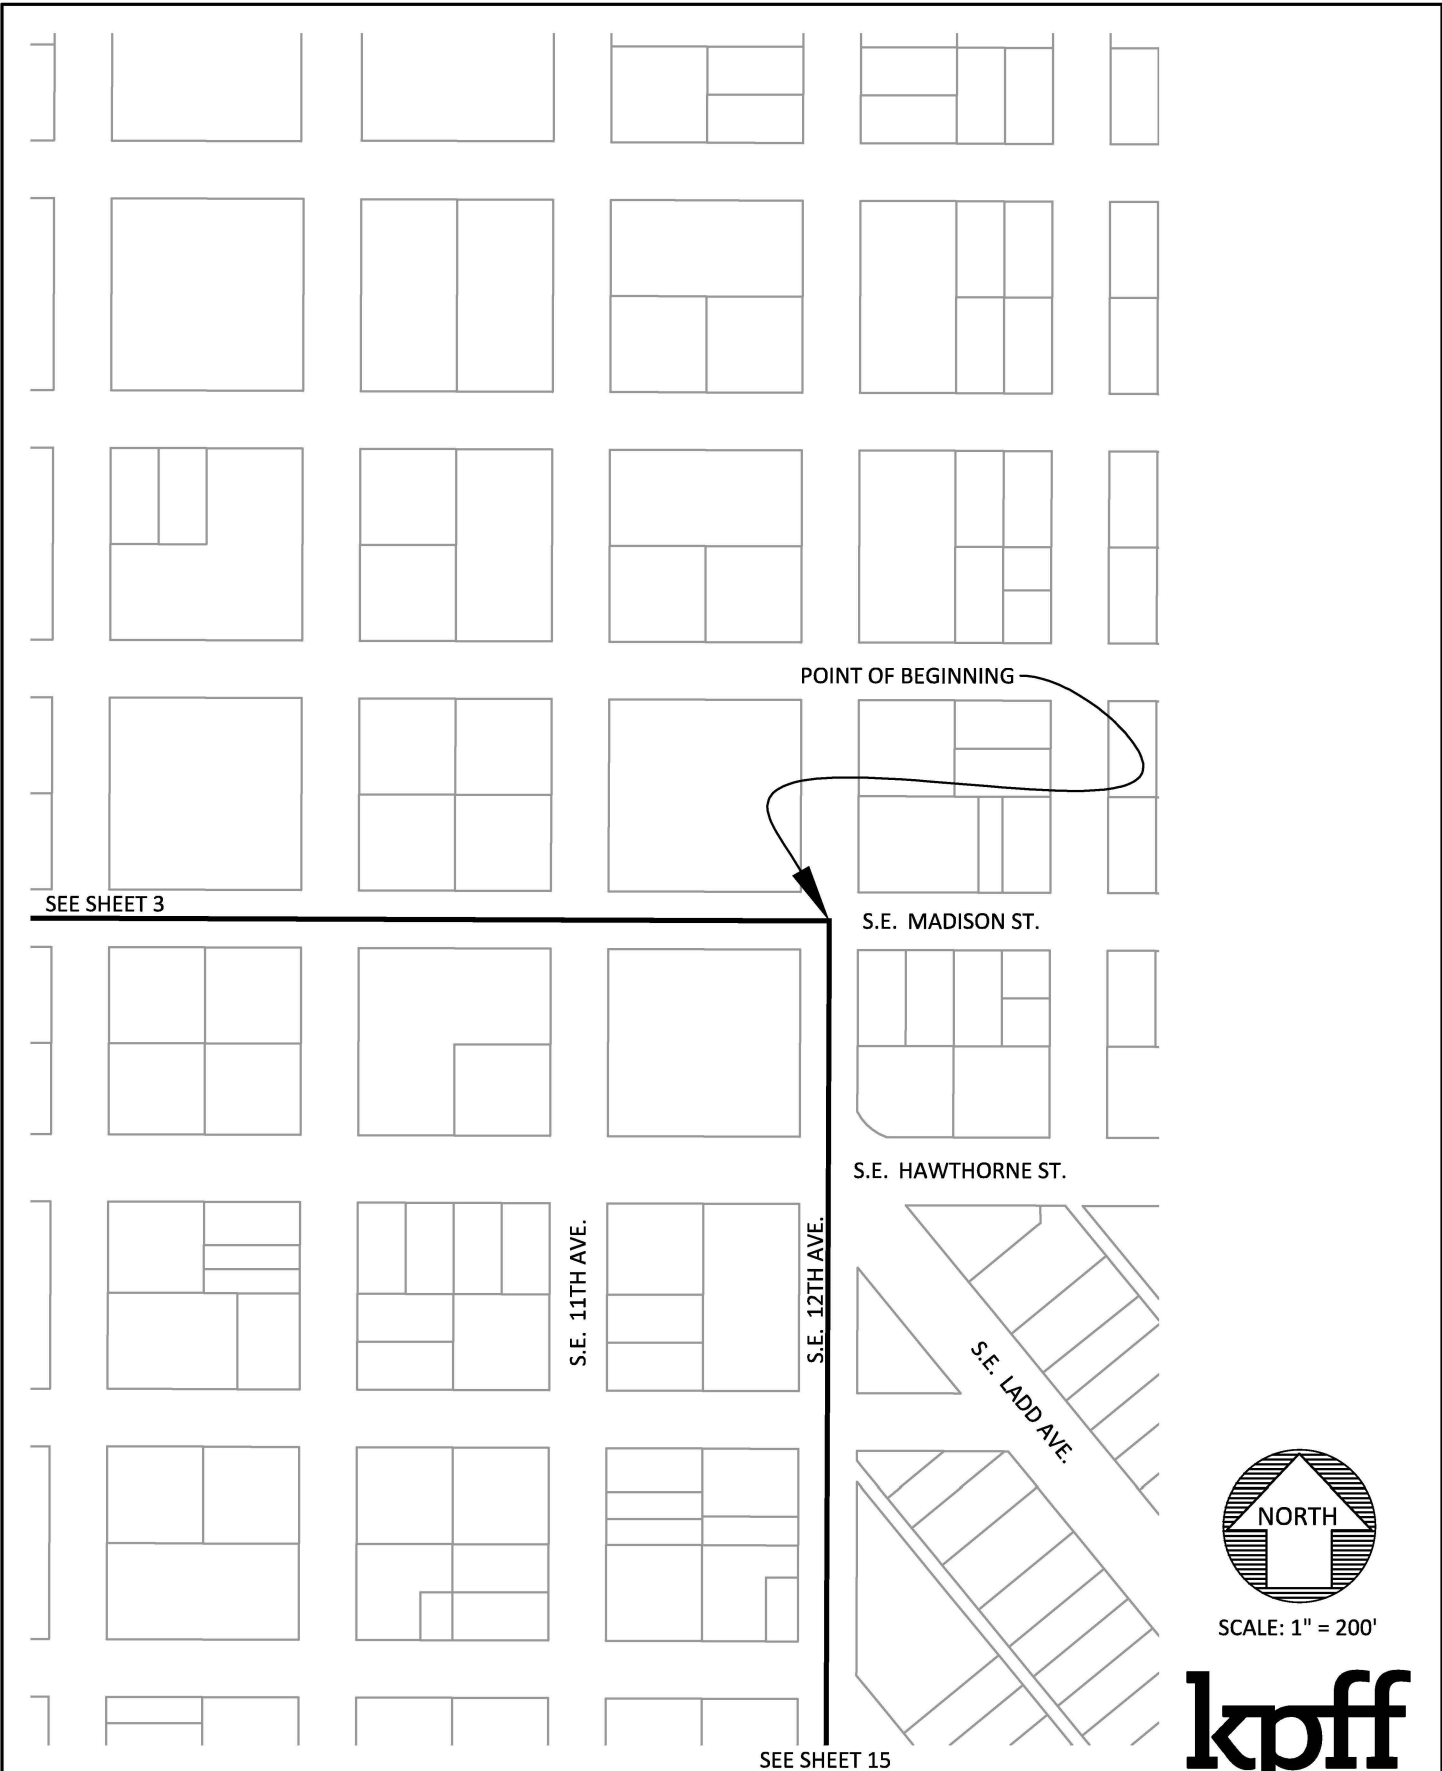 POINT OF BEGINNING
SEE SHEET 3
S.E. MADISON ST.
S.E. HAWTHORNE ST.
S.E. 11TH AVE.
S.E. 12TH AVE.
S.E. LADD AVE.
NORTH
SCALE: 1" = 200'
kpff
SEE SHEET 15